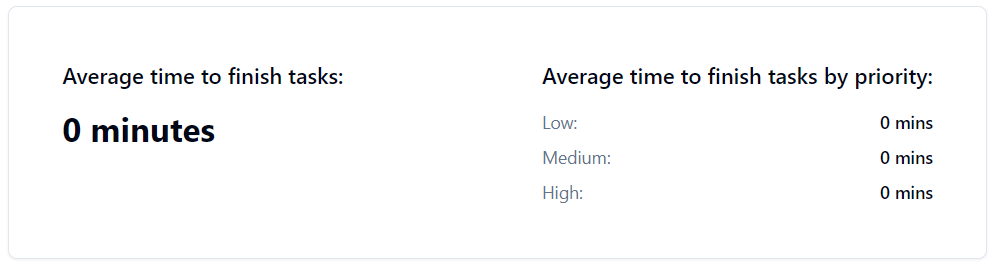 Average time to finish tasks:
0 minutes
Average time to finish tasks by priority:
Low: 0 mins
Medium: 0 mins
High: 0 mins